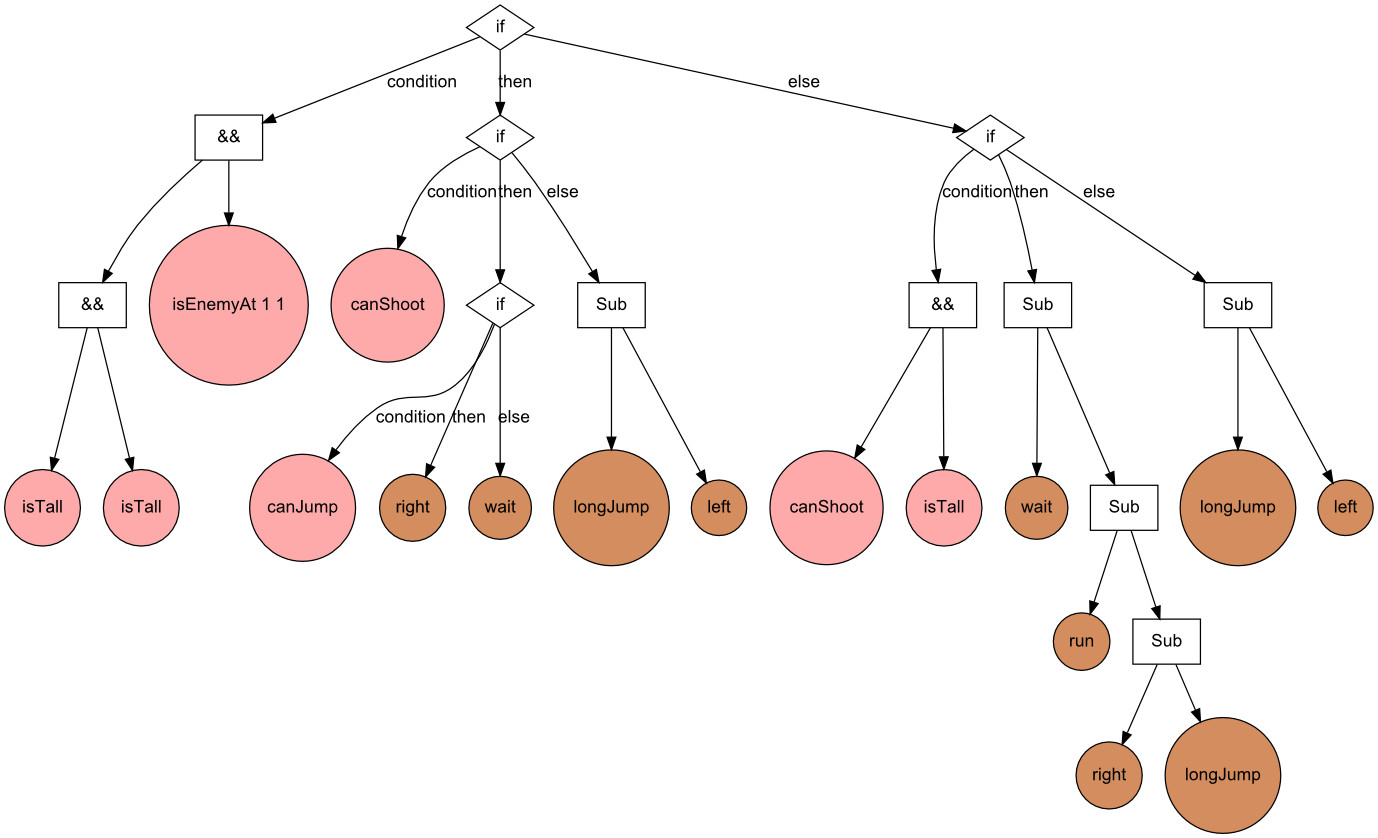 if
condition
then
else
&&
if
if
condition
then
else
condition
then
else
&&
isEnemyAt 1 1
canShoot
if
Sub
&&
Sub
Sub
condition
then
else
isTall
isTall
canJump
right
wait
longJump
left
canShoot
isTall
wait
Sub
longJump
left
run
Sub
right
longJump